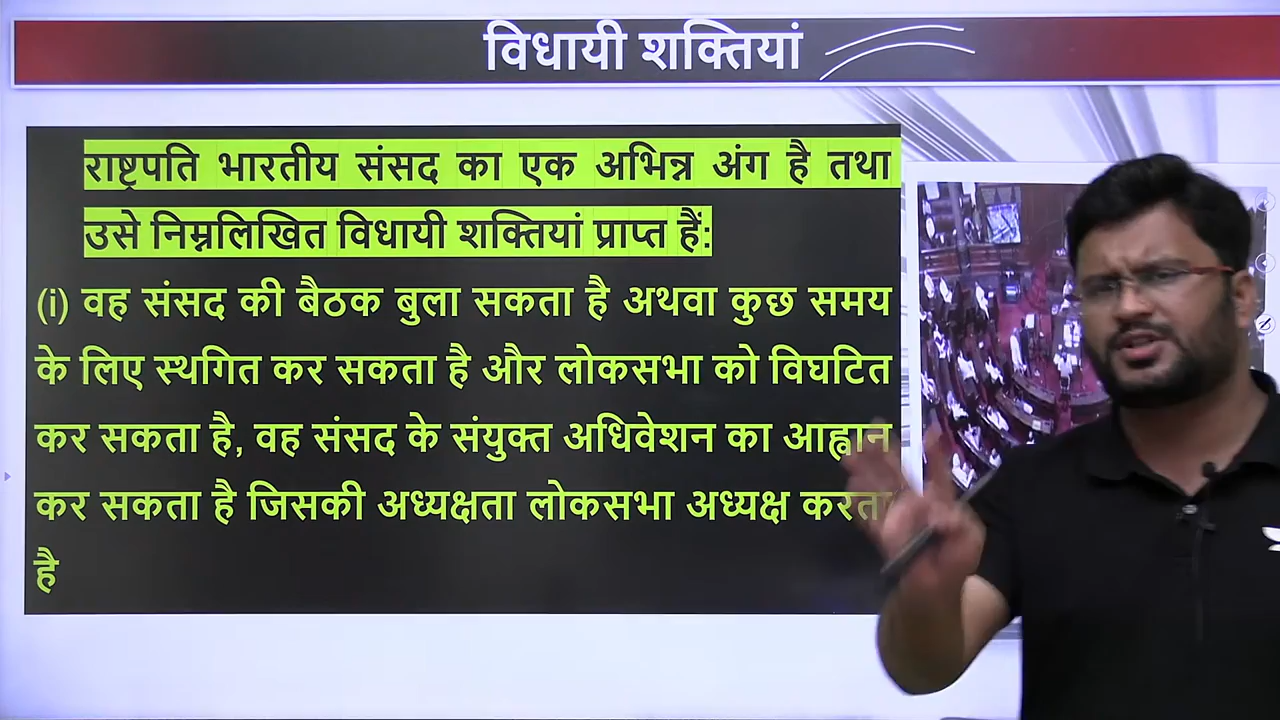 विधायी शक्तियां
राष्ट्रपति भारतीय संसद का एक अभिन्न अंग है तथा
उसे निम्नलिखित विधायी शक्तियां प्राप्त हैं:
(i) वह संसद की बैठक बुला सकता है अथवा कुछ समय
के लिए स्थगित कर सकता है और लोकसभा को विघटित
कर सकता है, वह संसद के संयुक्त अधिवेशन का आह्वान
कर सकता है जिसकी अध्यक्षता लोकसभा अध्यक्ष करता
है